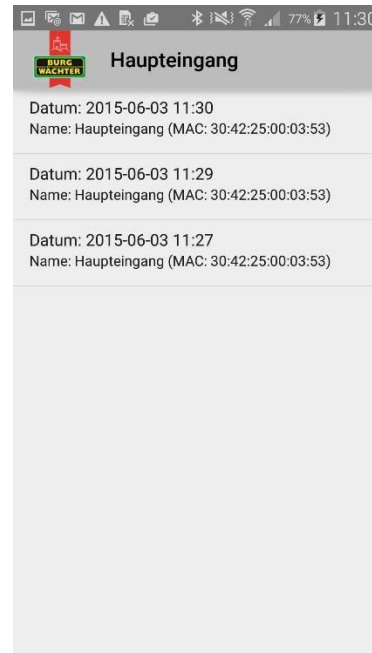 77% 11:30
BURG
WÄCHTER
Haupteingang
Datum: 2015-06-03 11:30
Name: Haupteingang (MAC: 30:42:25:00:03:53)
Datum: 2015-06-03 11:29
Name: Haupteingang (MAC: 30:42:25:00:03:53)
Datum: 2015-06-03 11:27
Name: Haupteingang (MAC: 30:42:25:00:03:53)